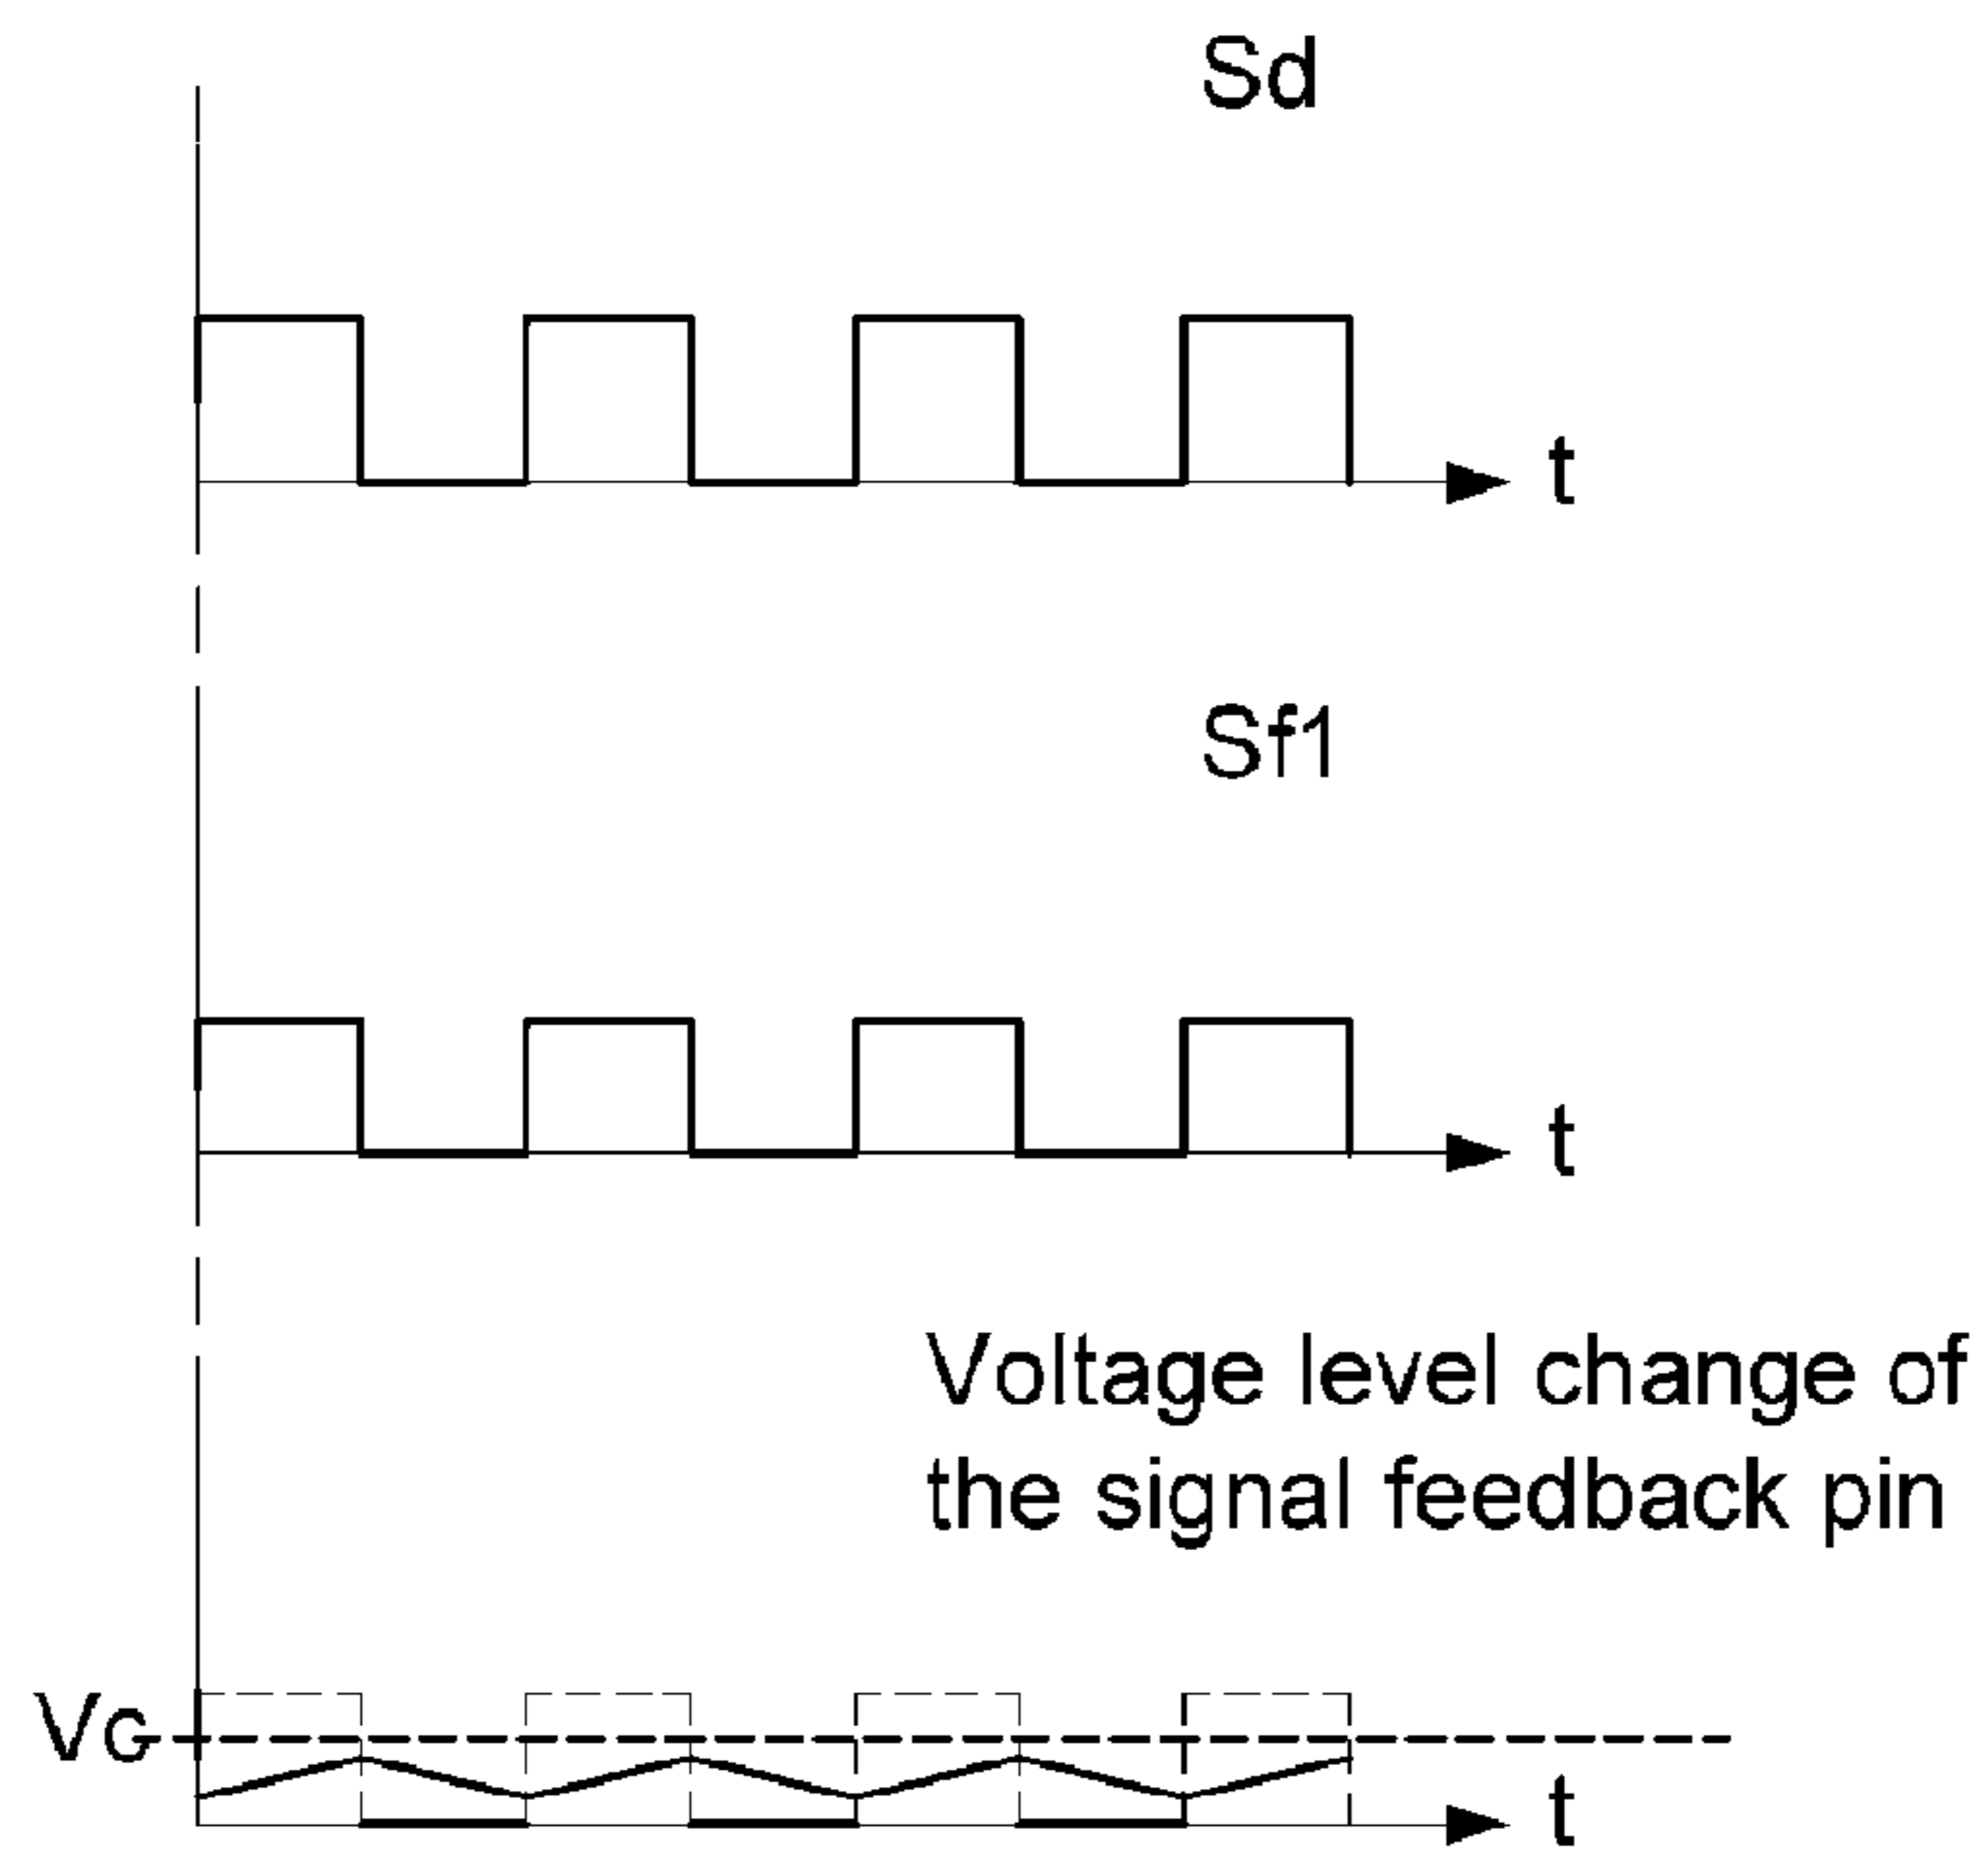 Sd
t
Sf1
t
Voltage level change of
the signal feedback pin
VG
t